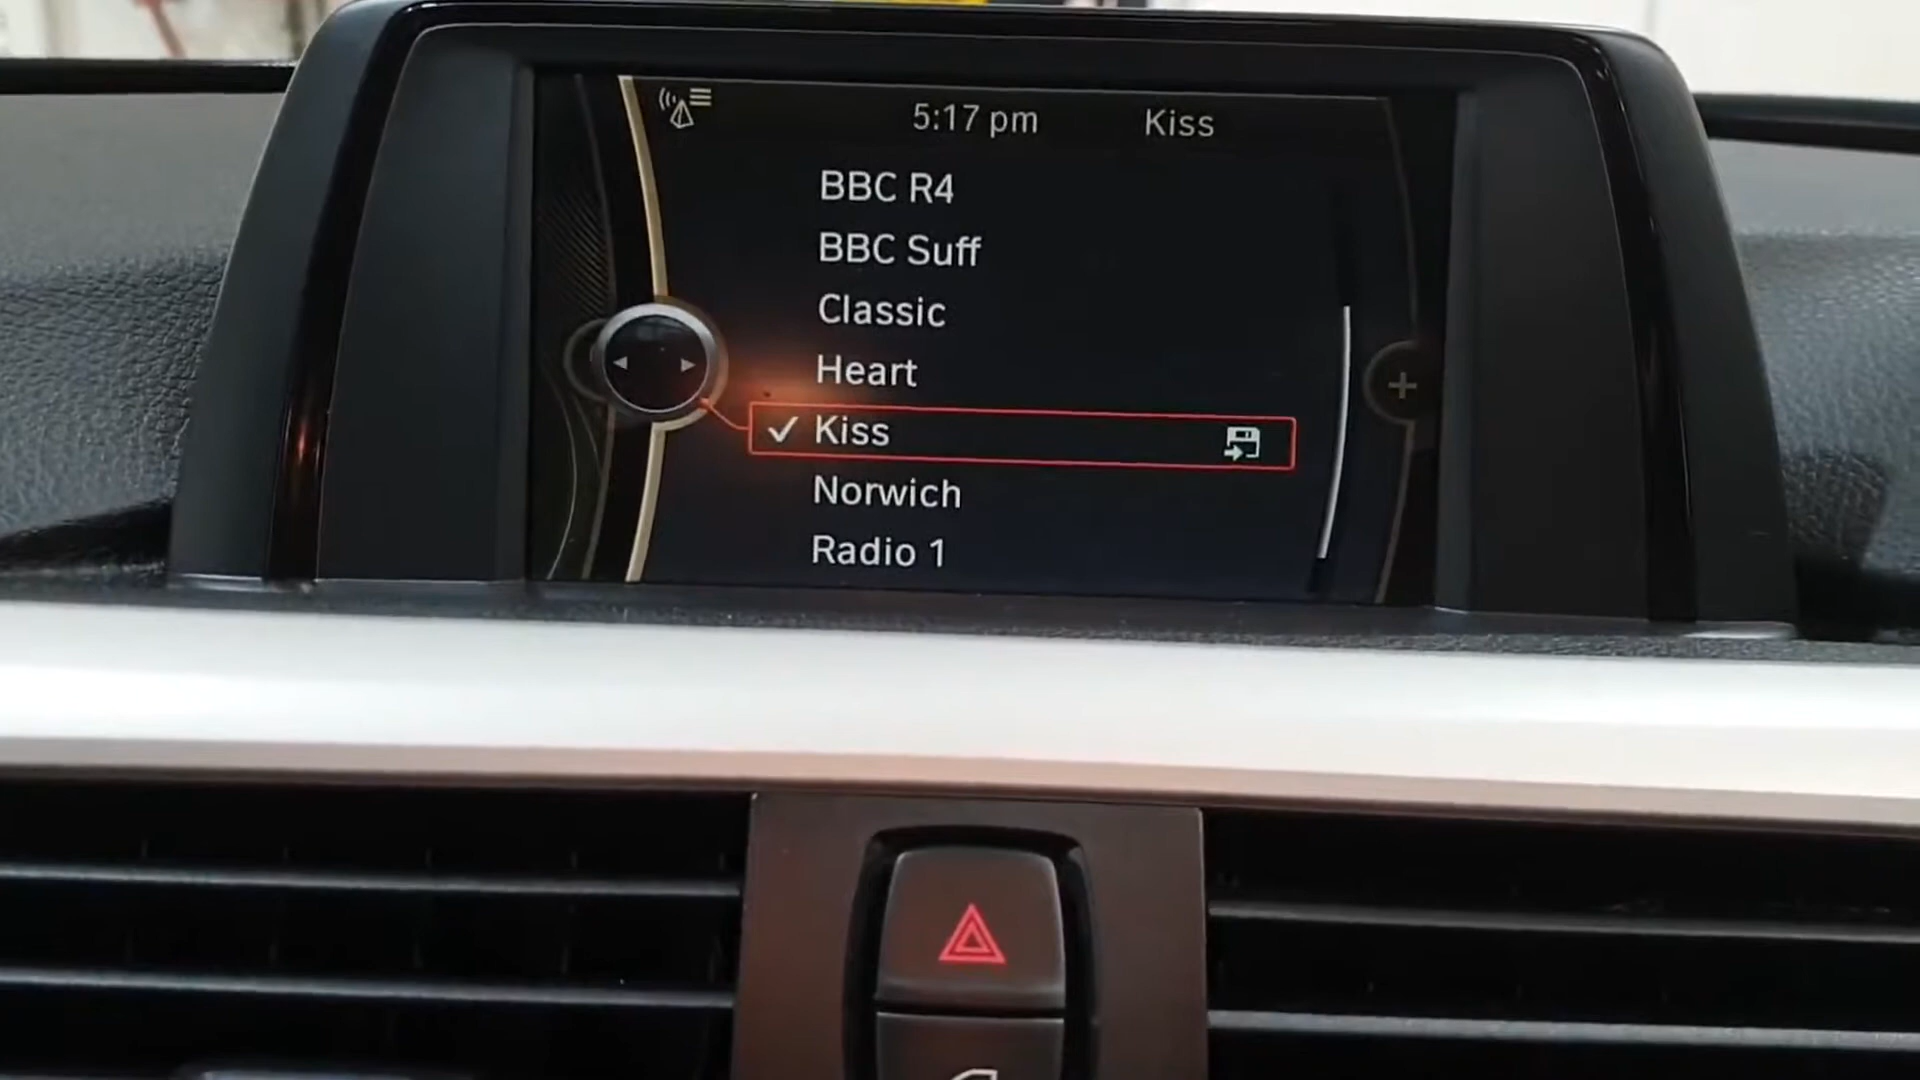 5:17 pm Kiss
BBC R4
BBC Suff
Classic
Heart
Kiss
Norwich
Radio 1